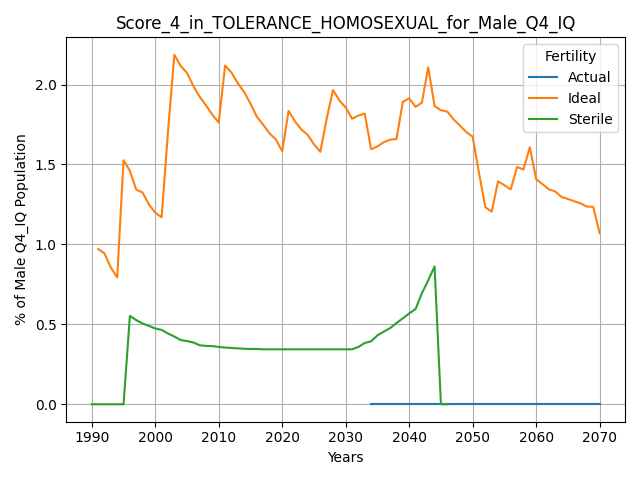 Score_4_in_TOLERANCE_HOMOSEXUAL_for_Male_Q4_IQ
Fertility
Actual
Ideal
Sterile
% of Male Q4_IQ Population
2.0
1.5
1.0
0.5
0.0
1990 2000 2010 2020 2030 2040 2050 2060 2070
Years